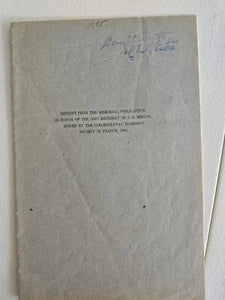 1925
REPRINT FROM THE MEMORIAL PUBLICATION
IN HONOR OF THE 100th BIRTHDAY OF J. G. MENDEL
ISSUED BY THE CZECHOSLOVAK EUGENICS
SOCIETY IN PRAGUE,